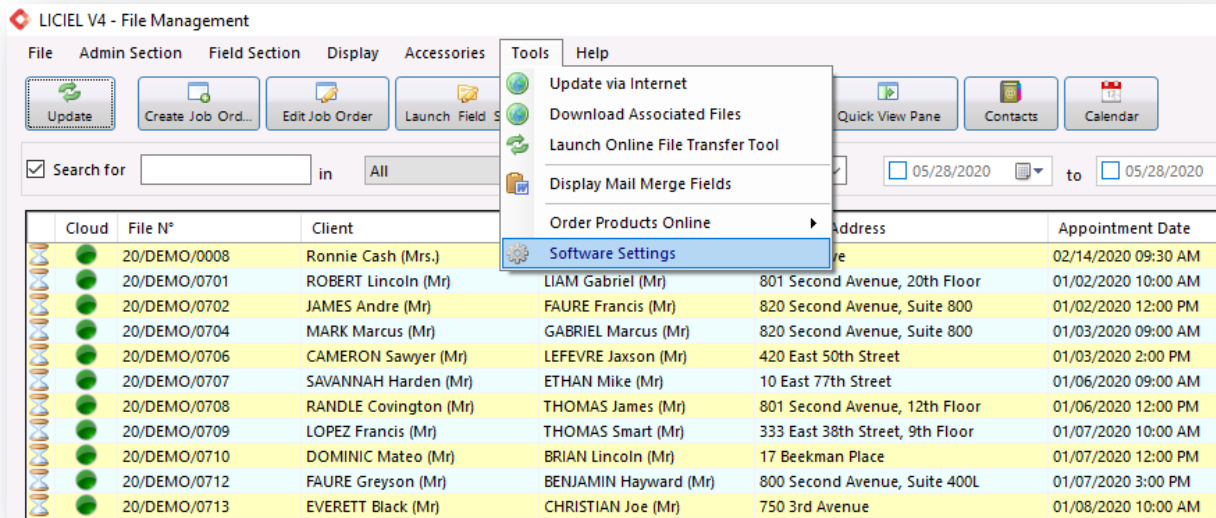 LICIEL V4 - File Management
File Admin Section Field Section Display Accessories Tools Help
Update Create Job Ord... Edit Job Order Launch Field S Quick View Pane Contacts Calendar
Update via Internet
Download Associated Files
Launch Online File Transfer Tool
Display Mail Merge Fields
Order Products Online
Software Settings
Search for in All 05/28/2020 to 05/28/2020
Cloud File N° Client Address Appointment Date
20/DEMO/0008 Ronnie Cash (Mrs.) ve 02/14/2020 09:30 AM
20/DEMO/0701 ROBERT Lincoln (Mr) LIAM Gabriel (Mr) 801 Second Avenue, 20th Floor 01/02/2020 10:00 AM
20/DEMO/0702 JAMES Andre (Mr) FAURE Francis (Mr) 820 Second Avenue, Suite 800 01/02/2020 12:00 PM
20/DEMO/0704 MARK Marcus (Mr) GABRIEL Marcus (Mr) 820 Second Avenue, Suite 800 01/03/2020 09:00 AM
20/DEMO/0706 CAMERON Sawyer (Mr) LEFEVRE Jaxson (Mr) 420 East 50th Street 01/03/2020 2:00 PM
20/DEMO/0707 SAVANNAH Harden (Mr) ETHAN Mike (Mr) 10 East 77th Street 01/06/2020 09:00 AM
20/DEMO/0708 RANDLE Covington (Mr) THOMAS James (Mr) 801 Second Avenue, 12th Floor 01/06/2020 12:00 PM
20/DEMO/0709 LOPEZ Francis (Mr) THOMAS Smart (Mr) 333 East 38th Street, 9th Floor 01/07/2020 10:00 AM
20/DEMO/0710 DOMINIC Mateo (Mr) BRIAN Lincoln (Mr) 17 Beekman Place 01/07/2020 12:00 PM
20/DEMO/0712 FAURE Greyson (Mr) BENJAMIN Hayward (Mr) 800 Second Avenue, Suite 400L 01/07/2020 3:00 PM
20/DEMO/0713 EVERETT Black (Mr) CHRISTIAN Joe (Mr) 750 3rd Avenue 01/08/2020 10:00 AM